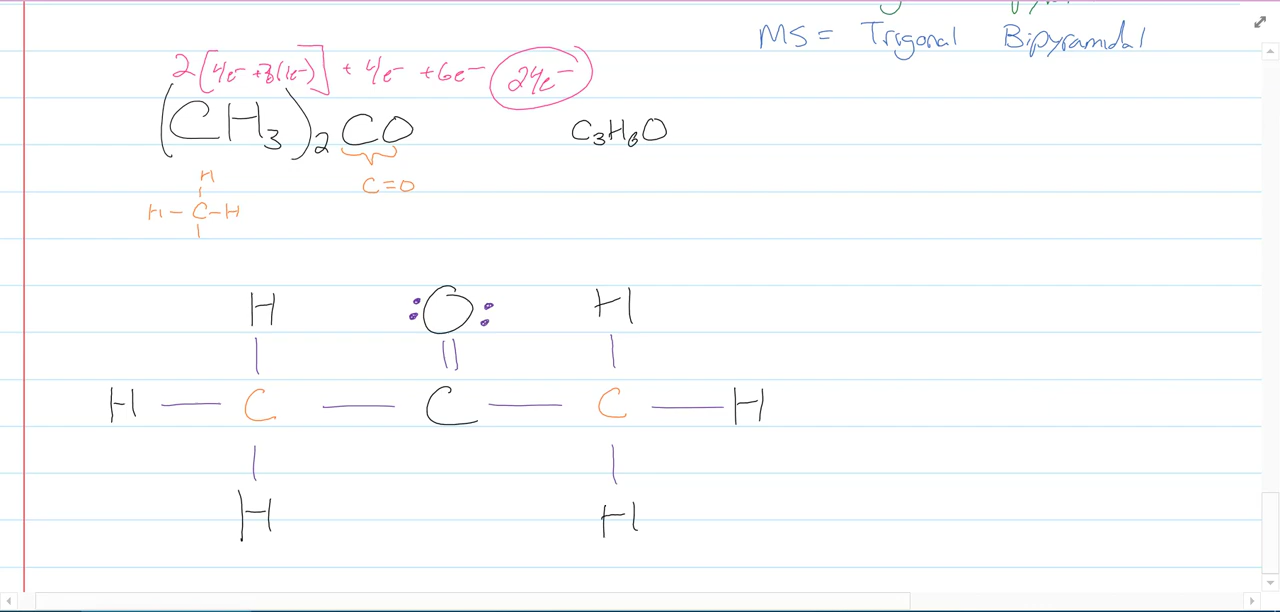 MS = Trigonal Bipyramidal
2[4e⁻ + 3(1e⁻)] + 4e⁻ + 6e⁻ 24e⁻
(CH₃)₂CO C₃H₆O
C=O
H
H–C–H
H O H
H — C — C — C — H
H H